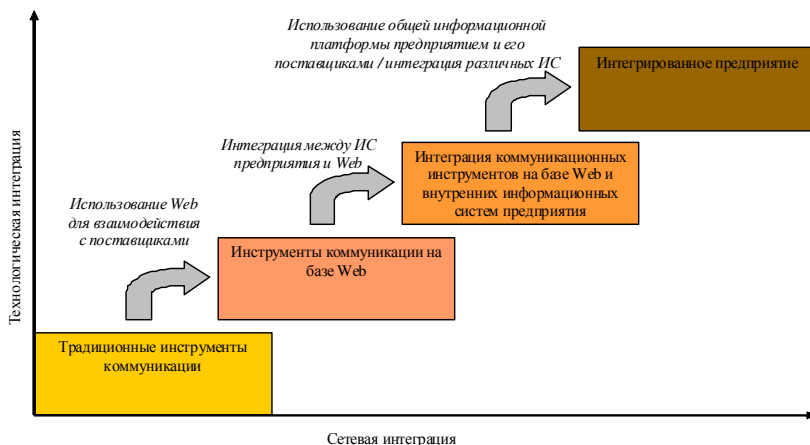 Использование общей информационной
платформы предприятием и его
поставщиками / интеграция различных ИС
Интегрированное предприятие
Интеграция между ИС
предприятия и Web
Интеграция коммуникационных
инструментов на базе Web и
внутренних информационных
систем предприятия
Использование Web
для взаимодействия
с поставщиками
Инструменты коммуникации на
базе Web
Традиционные инструменты
коммуникации
Технологическая интеграция
Сетевая интеграция